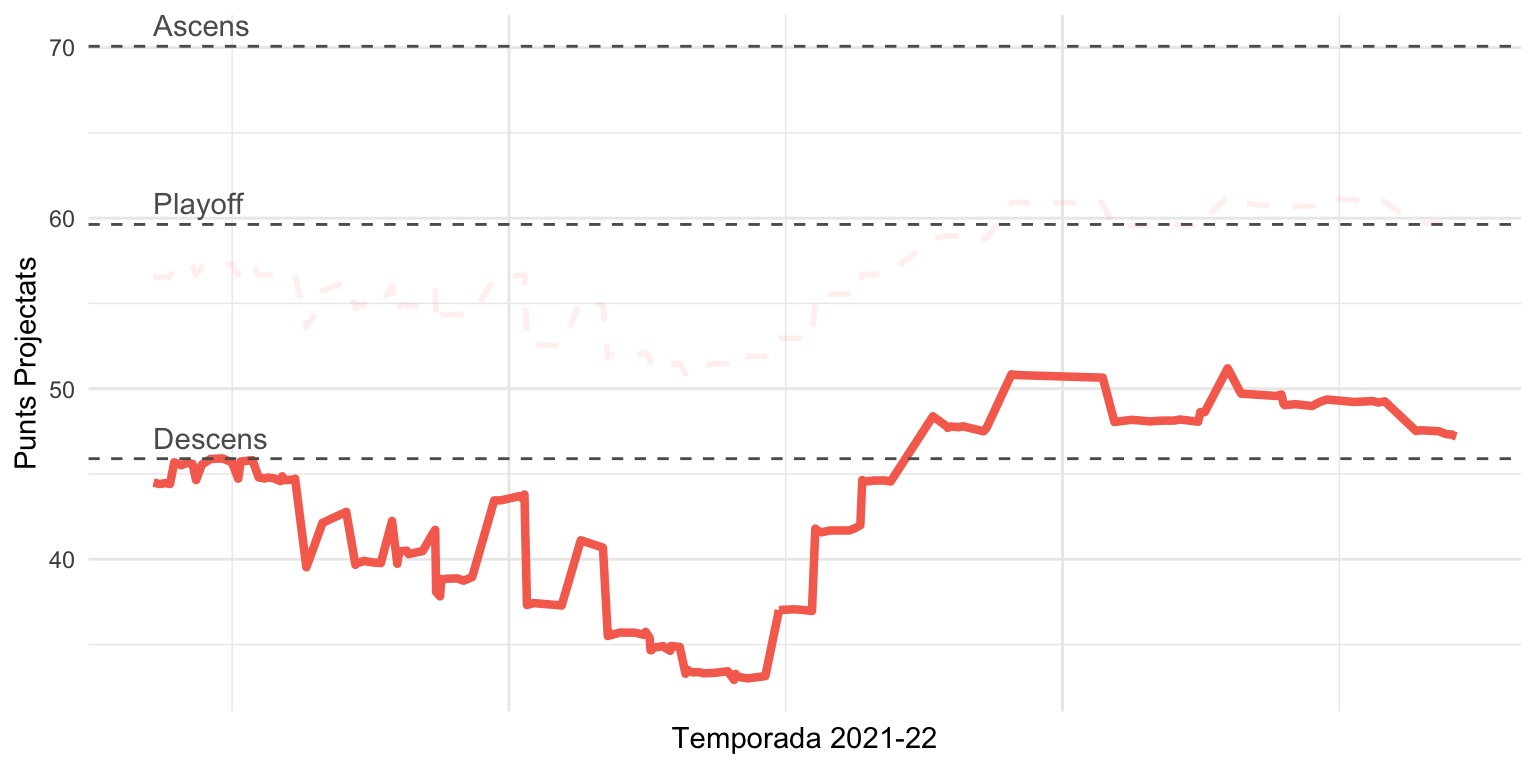 Ascens
70
Playoff
60
50
Descens
40
Punts Projectats
Temporada 2021-22